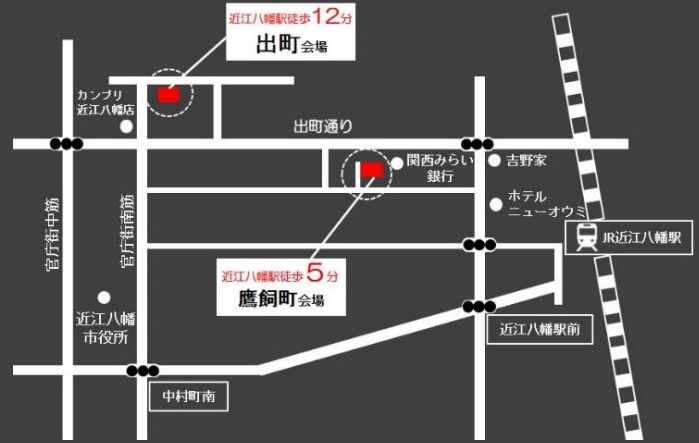 近江八幡駅徒歩12分
出町会場
カンプリ
近江八幡店
出町通り
関西みらい
銀行
吉野家
ホテル
ニューオウミ
官庁街中筋
官庁街南筋
JR近江八幡駅
近江八幡駅徒歩5分
鷹飼町会場
近江八幡
市役所
近江八幡駅前
中村町南